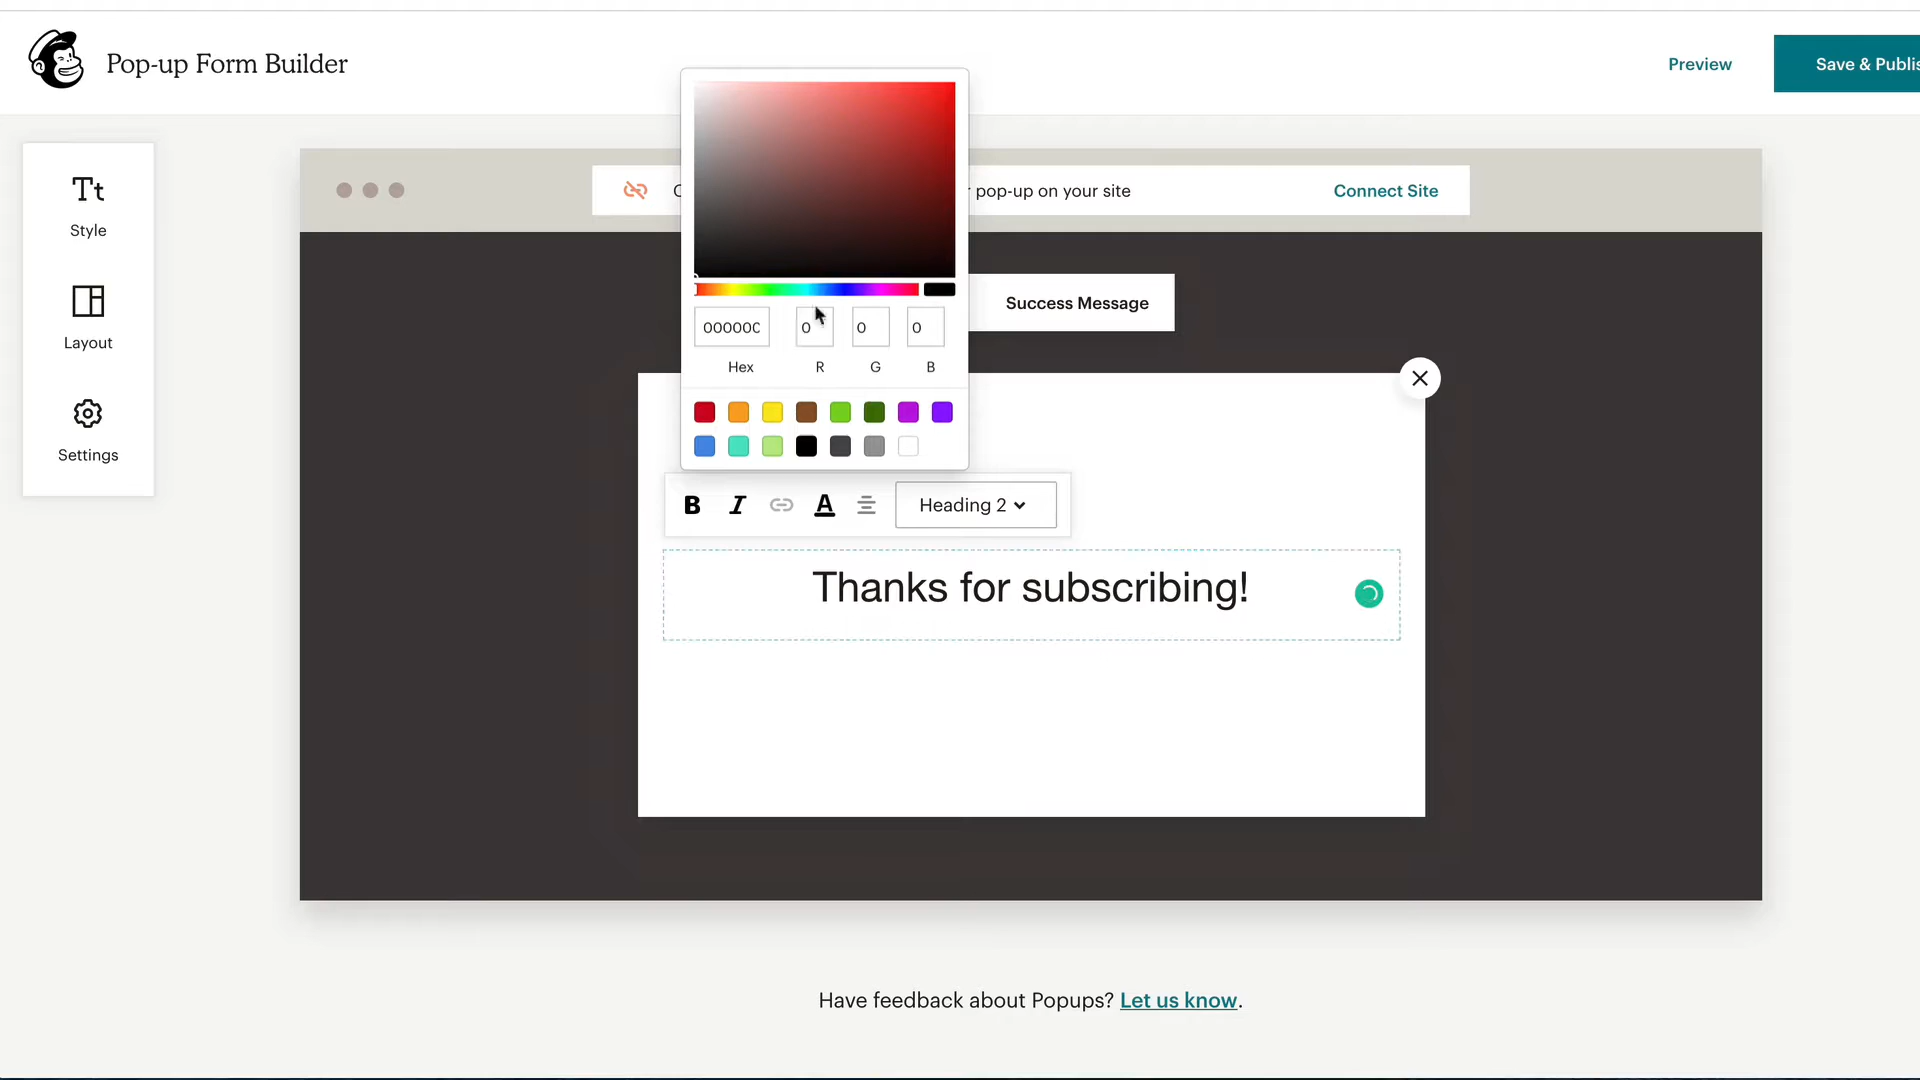 Pop-up Form Builder
Preview
Save & Publis
Tt
Style
Layout
Settings
C
pop-up on your site
Connect Site
Success Message
00000C
0
0
0
Hex
R
G
B
B
I
A
Heading 2
Thanks for subscribing!
Have feedback about Popups? Let us know.